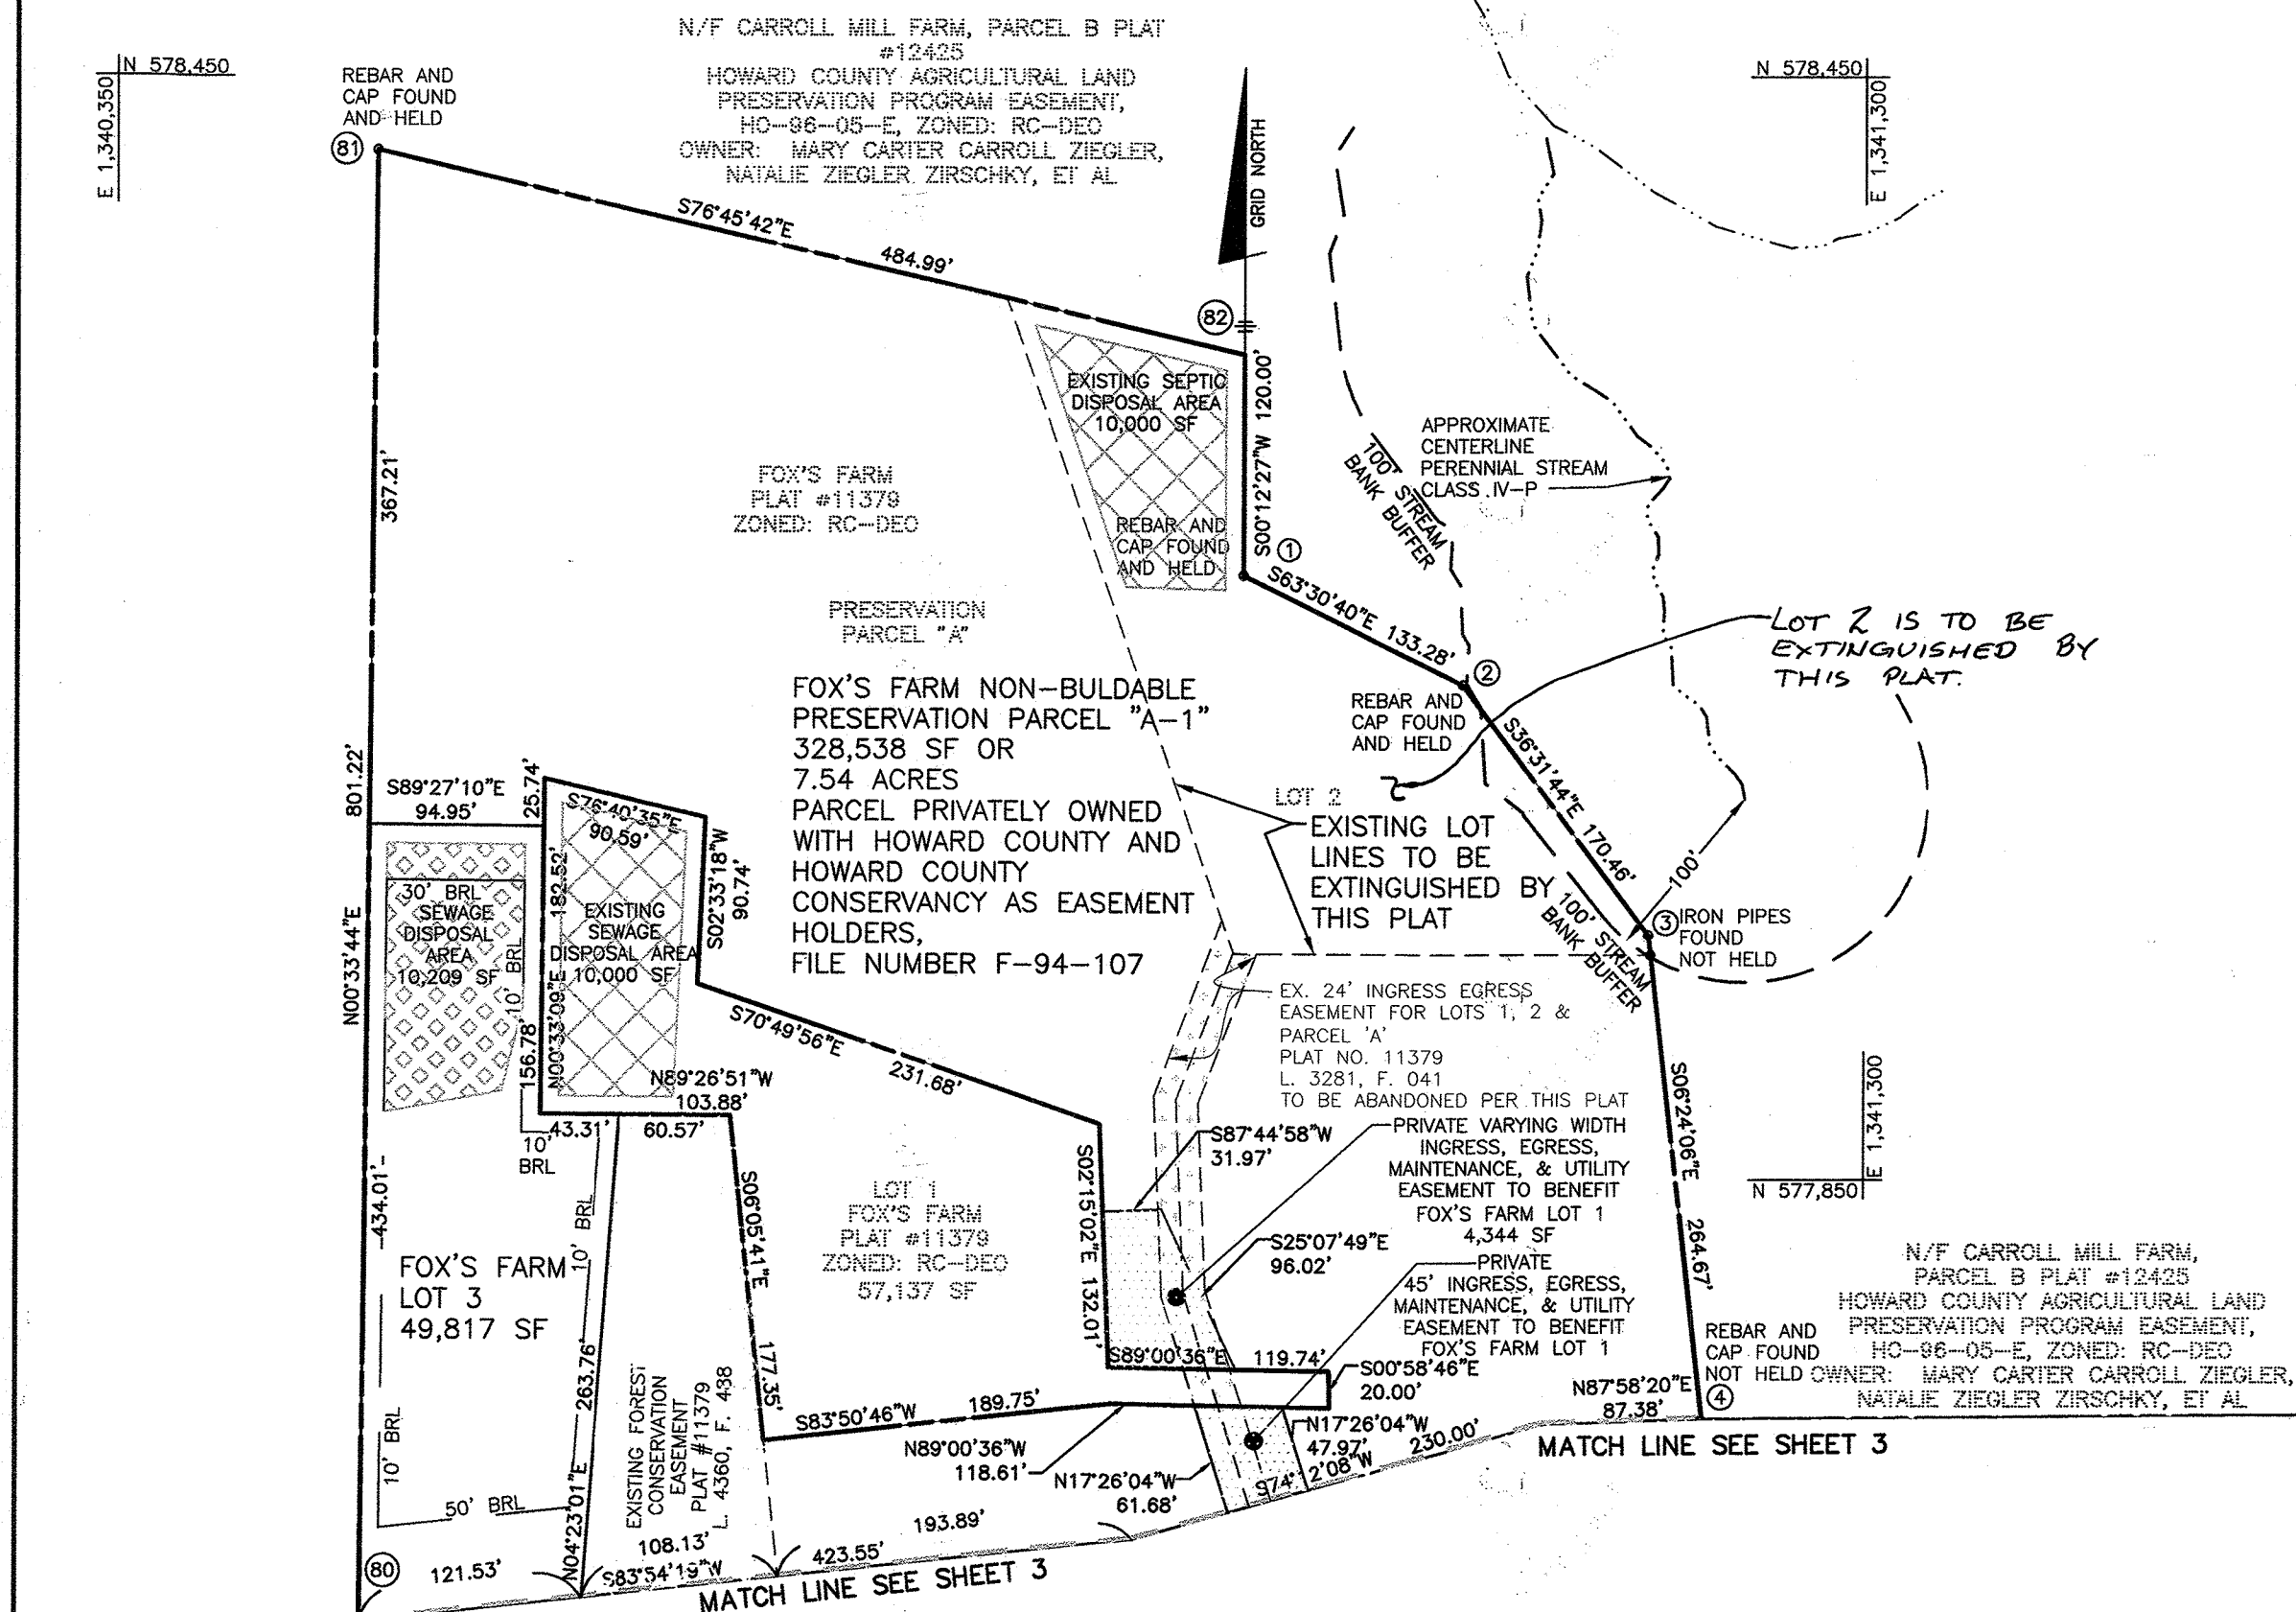 N/F CARROLL MILL FARM, PARCEL B PLAT
#12425
HOWARD COUNTY AGRICULTURAL LAND
PRESERVATION PROGRAM EASEMENT,
HO-96-05-E, ZONED: RC-DEO
OWNER: MARY CARTER CARROLL ZIEGLER,
NATALIE ZIEGLER ZIRSCHKY, ET AL
N 578,450
E 1,340,350
REBAR AND
CAP FOUND
AND HELD
81
N 578,450
E 1,341,300
GRID NORTH
S76°45'42"E
484.99'
82
S00°12'27"W 120.00'
EXISTING SEPTIC
DISPOSAL AREA
10,000 SF
REBAR AND
CAP FOUND
AND HELD
1
S63°30'40"E 133.28'
2
REBAR AND
CAP FOUND
AND HELD
100' STREAM
BANK BUFFER
APPROXIMATE
CENTERLINE
PERENNIAL STREAM
CLASS IV-P
LOT 2 IS TO BE
EXTINGUISHED BY
THIS PLAT.
367.21'
FOX'S FARM
PLAT #11379
ZONED: RC-DEO
PRESERVATION
PARCEL "A"
FOX'S FARM NON-BULDABLE
PRESERVATION PARCEL "A-1"
328,538 SF OR
7.54 ACRES
PARCEL PRIVATELY OWNED
WITH HOWARD COUNTY AND
HOWARD COUNTY
CONSERVANCY AS EASEMENT
HOLDERS,
FILE NUMBER F-94-107
S36°31'44"E 170.46'
100'
LOT 2
EXISTING LOT
LINES TO BE
EXTINGUISHED BY
THIS PLAT
100' STREAM
BANK BUFFER
3
IRON PIPES
FOUND
NOT HELD
801.22'
N00°33'44"E
S89°27'10"E
94.95'
25.74'
S76°40'35"E
90.59'
182.52'
N00°33'09"E
S02°33'18"W
90.74'
30' BRL
SEWAGE
DISPOSAL
AREA
10,209 SF
10' BRL
156.78'
EXISTING
SEWAGE
DISPOSAL AREA
10,000 SF
N89°26'51"W
103.88'
43.31'
60.57'
10'
BRL
S70°49'56"E
231.68'
EX. 24' INGRESS EGRESS
EASEMENT FOR LOTS 1, 2 &
PARCEL 'A'
PLAT NO. 11379
L. 3281, F. 041
TO BE ABANDONED PER THIS PLAT
S87°44'58"W
31.97'
PRIVATE VARYING WIDTH
INGRESS, EGRESS,
MAINTENANCE, & UTILITY
EASEMENT TO BENEFIT
FOX'S FARM LOT 1
4,344 SF
S25°07'49"E
96.02'
PRIVATE
45' INGRESS, EGRESS,
MAINTENANCE, & UTILITY
EASEMENT TO BENEFIT
FOX'S FARM LOT 1
S06°24'06"E
264.67'
E 1,341,300
N 577,850
434.01'
FOX'S FARM
LOT 3
49,817 SF
10' BRL
263.76'
N04°23'01"E
10' BRL
50' BRL
EXISTING FOREST
CONSERVATION
EASEMENT
PLAT #11379
L. 4360, F. 438
S06°05'41"E
177.35'
LOT 1
FOX'S FARM
PLAT #11379
ZONED: RC-DEO
57,137 SF
S02°15'02"E 132.01'
S89°00'36"E 119.74'
S00°58'46"E
20.00'
S83°50'46"W 189.75'
N89°00'36"W
118.61'
N17°26'04"W
47.97'
N17°26'04"W
61.68'
230.00'
N87°58'20"E
87.38'
4
REBAR AND
CAP FOUND
NOT HELD
N/F CARROLL MILL FARM,
PARCEL B PLAT #12425
HOWARD COUNTY AGRICULTURAL LAND
PRESERVATION PROGRAM EASEMENT,
HO-96-05-E, ZONED: RC-DEO
OWNER: MARY CARTER CARROLL ZIEGLER,
NATALIE ZIEGLER ZIRSCHKY, ET AL
MATCH LINE SEE SHEET 3
80
121.53'
108.13'
S83°54'19"W
423.55'
193.89'
MATCH LINE SEE SHEET 3